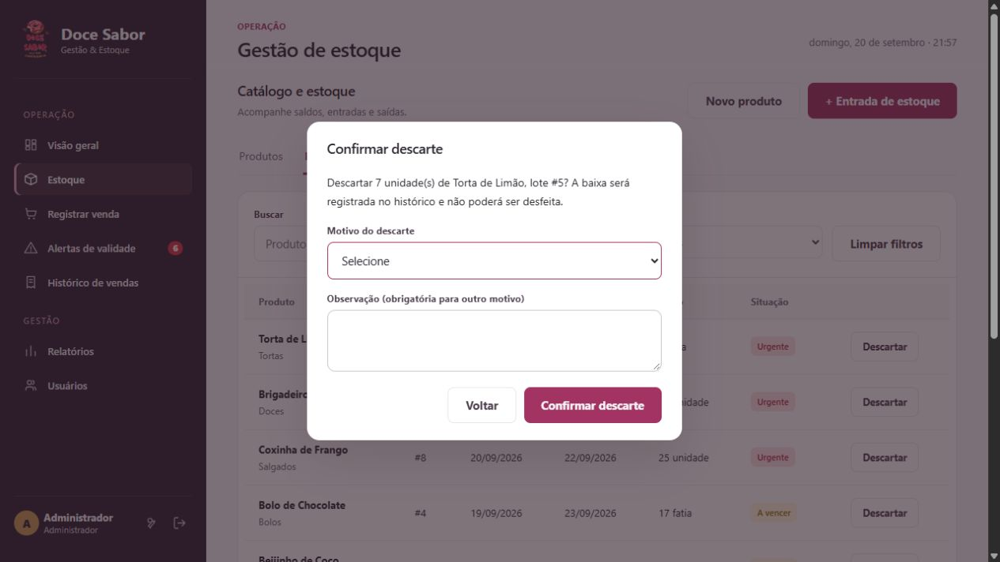 DOCE
SABOR
Doce Sabor
Gestão & Estoque
OPERAÇÃO
Visão geral
Estoque
Registrar venda
Alertas de validade
6
Histórico de vendas
GESTÃO
Relatórios
Usuários
A
Administrador
Administrador
OPERAÇÃO
Gestão de estoque
domingo, 20 de setembro · 21:57
Catálogo e estoque
Acompanhe saldos, entradas e saídas.
Novo produto
+ Entrada de estoque
Produtos
Buscar
Produto
Limpar filtros
Produto
Situação
Torta de L
Tortas
Urgente
Descartar
Brigadeiro
Doces
Urgente
Descartar
Coxinha de Frango
Salgados
#8
20/09/2026
22/09/2026
25 unidade
Urgente
Descartar
Bolo de Chocolate
Bolos
#4
19/09/2026
23/09/2026
17 fatia
A vencer
Descartar
Beijinho de Coco
Confirmar descarte
Descartar 7 unidade(s) de Torta de Limão, lote #5? A baixa será
registrada no histórico e não poderá ser desfeita.
Motivo do descarte
Selecione
Observação (obrigatória para outro motivo)
Voltar
Confirmar descarte